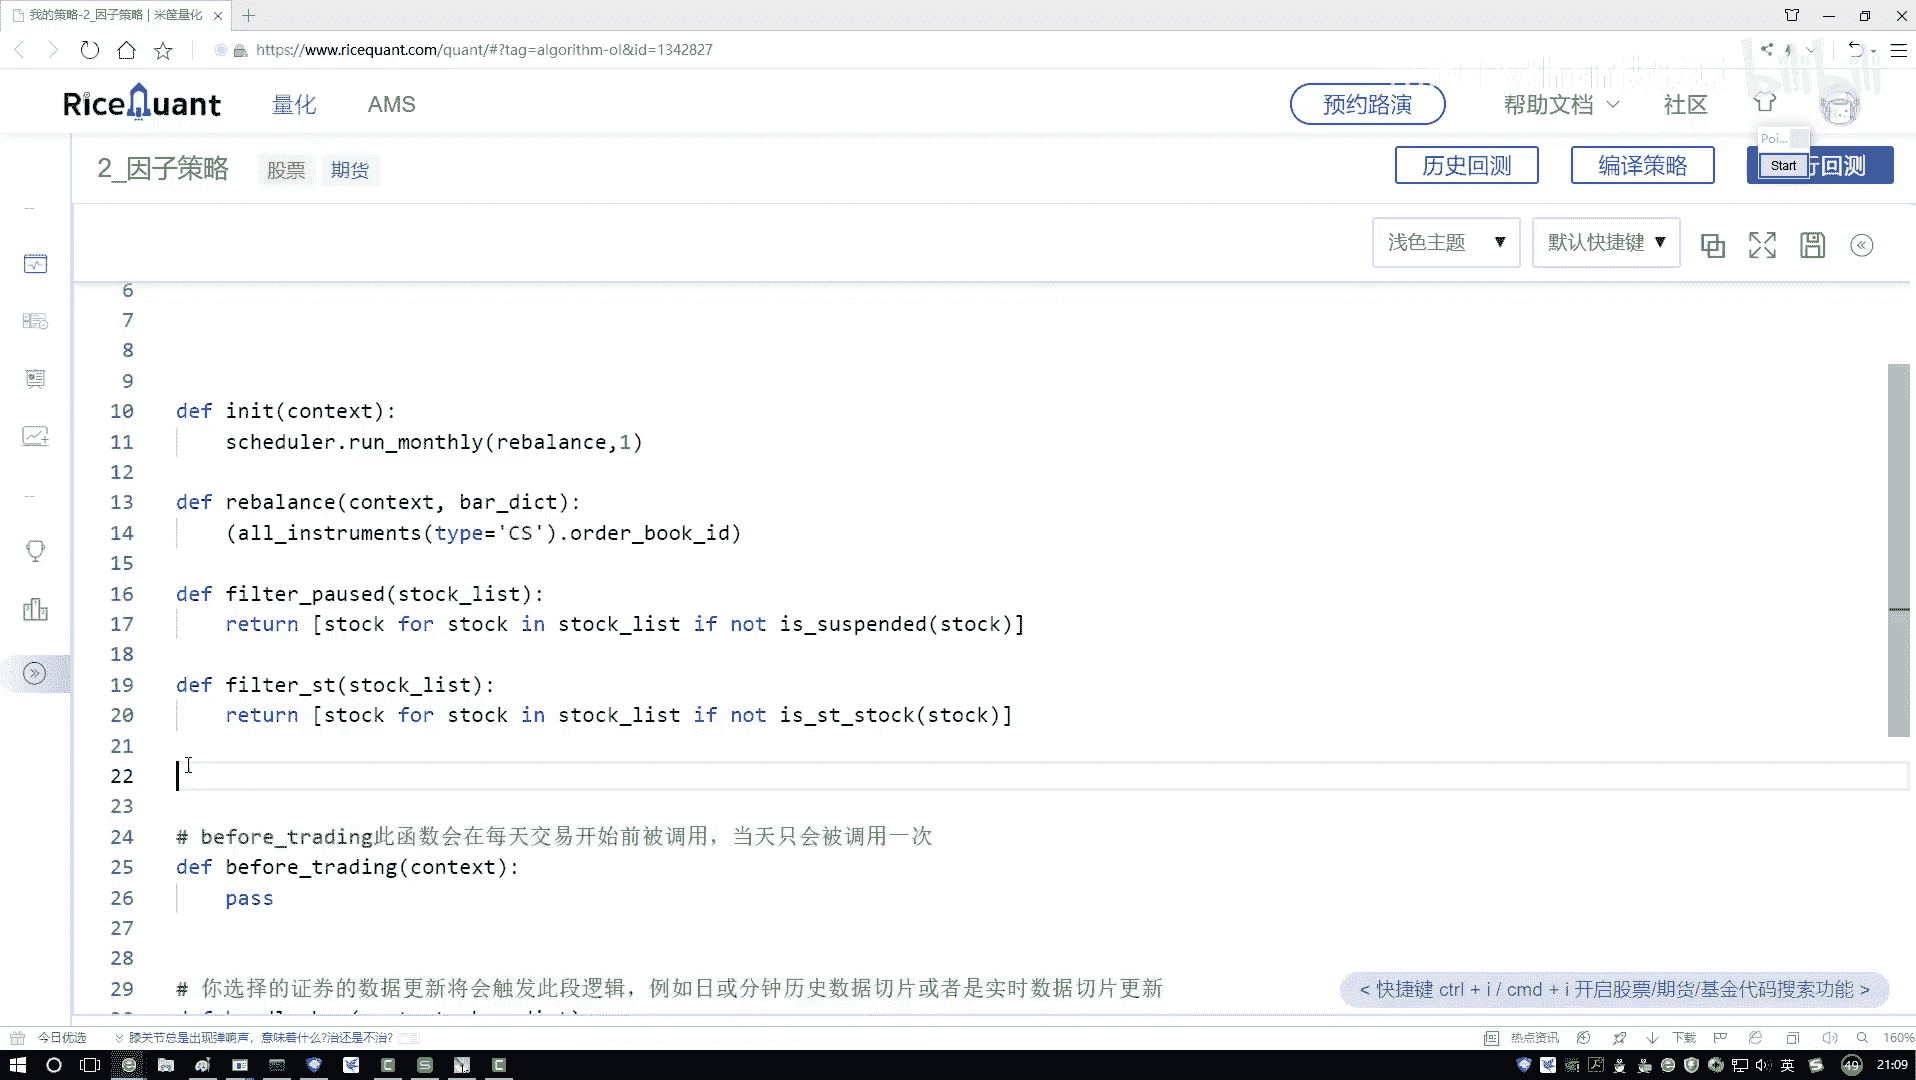 我的策略-2_因子策略 | 米筐量化
https://www.ricequant.com/quant/#?tag=algorithm-ol&id=1342827
bilibili
RiceQuant 量化 AMS 预约路演 帮助文档 社区
Poi...
2_因子策略 股票 期货 历史回测 编译策略 Start 行回测
浅色主题 ▼ 默认快捷键 ▼
6
7
8
9
10 def init(context):
11 scheduler.run_monthly(rebalance,1)
12
13 def rebalance(context, bar_dict):
14 (all_instruments(type='CS').order_book_id)
15
16 def filter_paused(stock_list):
17 return [stock for stock in stock_list if not is_suspended(stock)]
18
19 def filter_st(stock_list):
20 return [stock for stock in stock_list if not is_st_stock(stock)]
21
22
23
24 # before_trading此函数会在每天交易开始前被调用，当天只会被调用一次
25 def before_trading(context):
26 pass
27
28
29 # 你选择的证券的数据更新将会触发此段逻辑，例如日或分钟历史数据切片或者是实时数据切片更新
< 快捷键 ctrl + i / cmd + i 开启股票/期货/基金代码搜索功能 >
今日优选 膝关节总是出现弹响声，意味着什么?治还是不治? 热点资讯 下载 160%
英 49 21:09